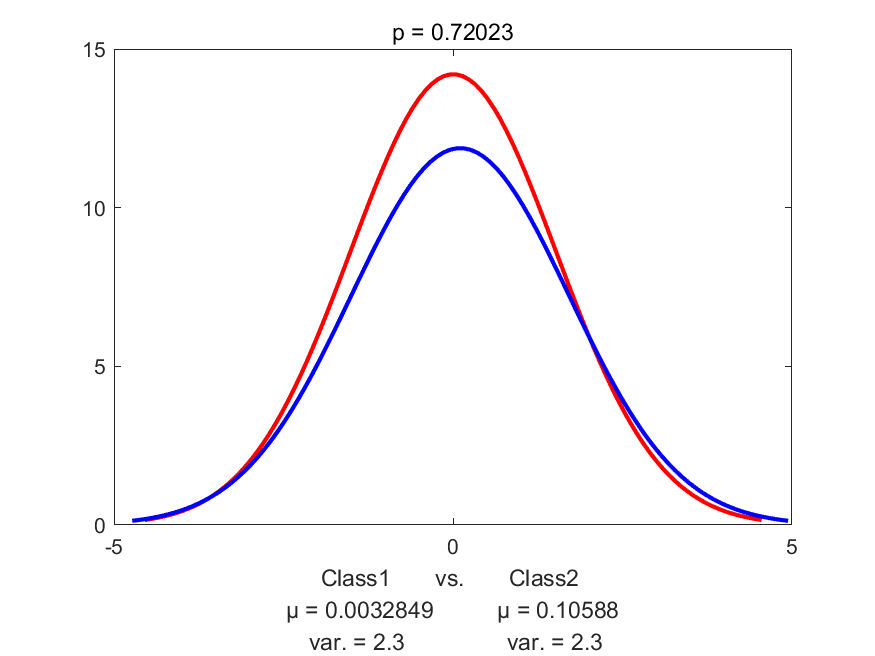 p = 0.72023
15
10
5
0
-5 0 5
Class1 vs. Class2
μ = 0.0032849 μ = 0.10588
var. = 2.3 var. = 2.3